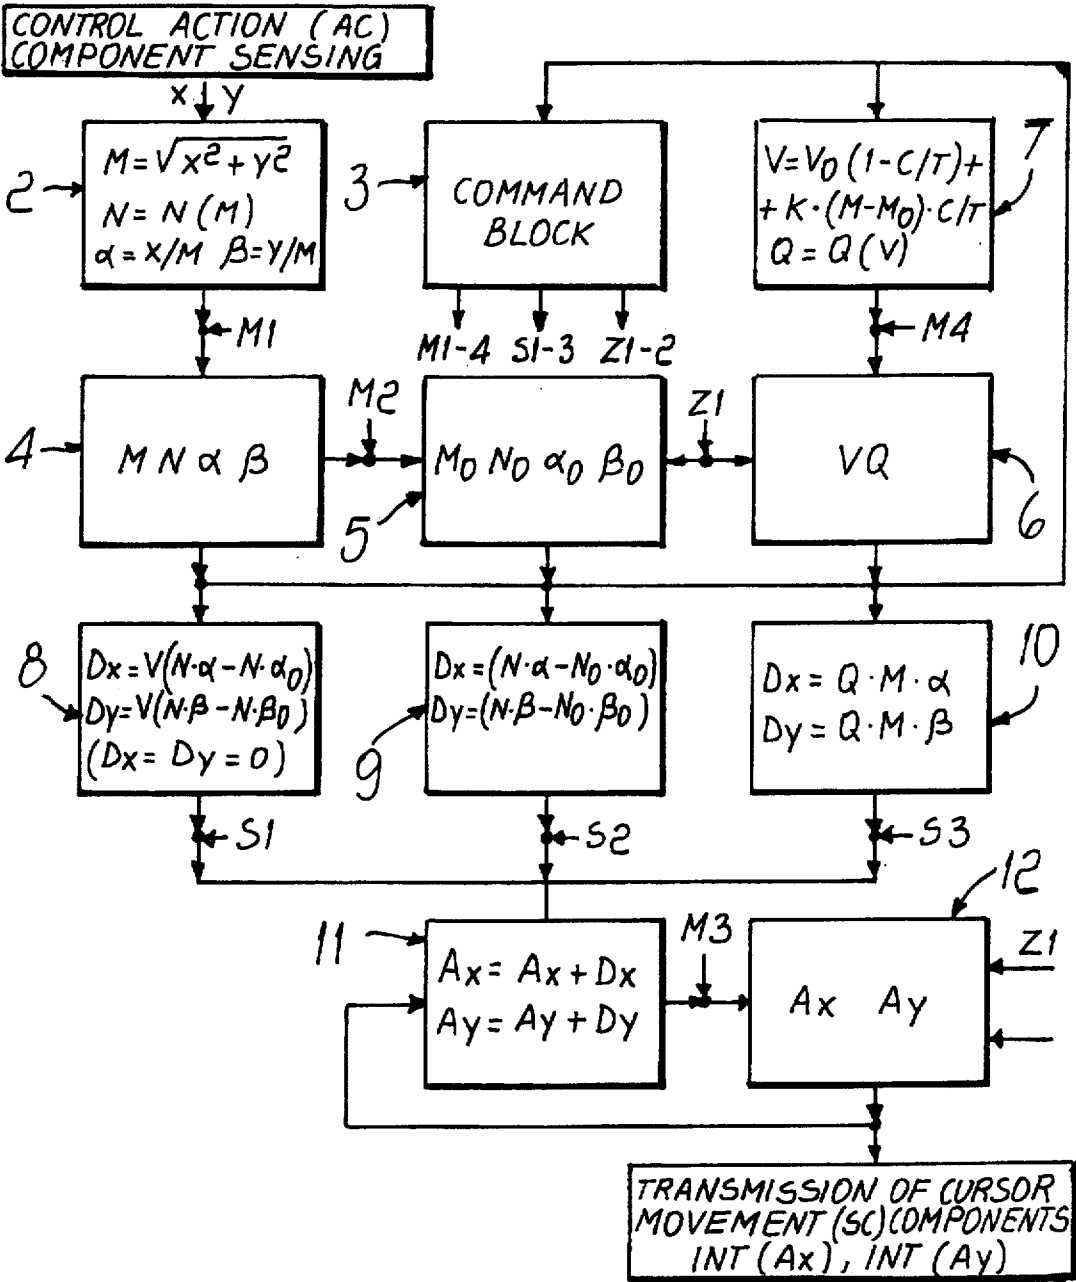 CONTROL ACTION (AC)
COMPONENT SENSING
X Y
2
M=√x²+y²
N= N(M)
α=X/M β=Y/M
3
COMMAND
BLOCK
7
V=V0(1-C/T)+
+K·(M-M0)·C/T
Q=Q(V)
M1
M1-4 S1-3 Z1-2
M4
4
M N α β
M2
5
M0 N0 α0 β0
Z1
VQ
6
8
Dx=V(N·α-N·α0)
Dy=V(N·β-N·β0)
(Dx= Dy=0)
9
Dx=(N·α-N0·α0)
Dy=(N·β-N0·β0)
10
Dx= Q·M·α
Dy=Q·M·β
S1
S2
S3
11
Ax= Ax+Dx
Ay= Ay+Dy
M3
12
Ax Ay
Z1
TRANSMISSION OF CURSOR
MOVEMENT (SC) COMPONENTS
INT (Ax), INT (Ay)